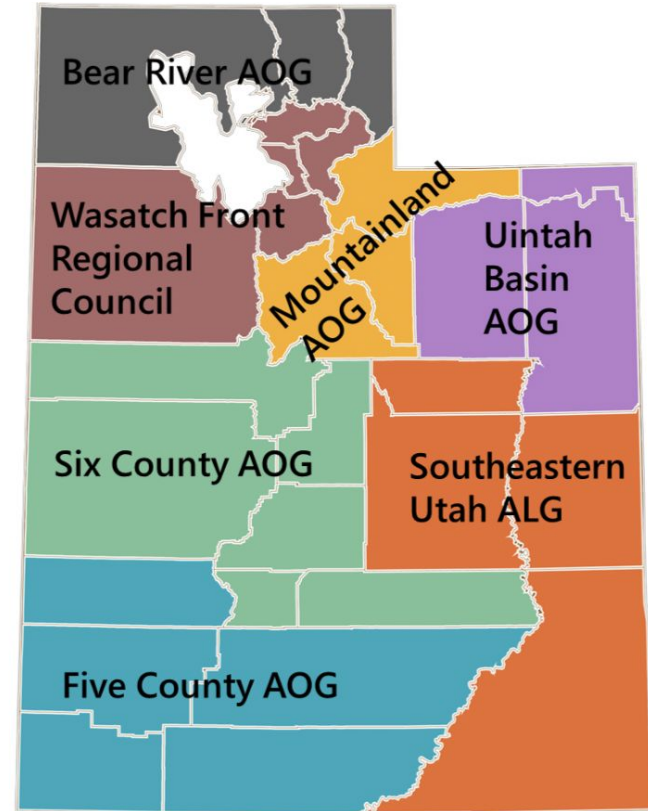 Bear River AOG
Wasatch Front
Regional
Council
Mountainland
AOG
Uintah
Basin
AOG
Six County AOG
Southeastern
Utah ALG
Five County AOG